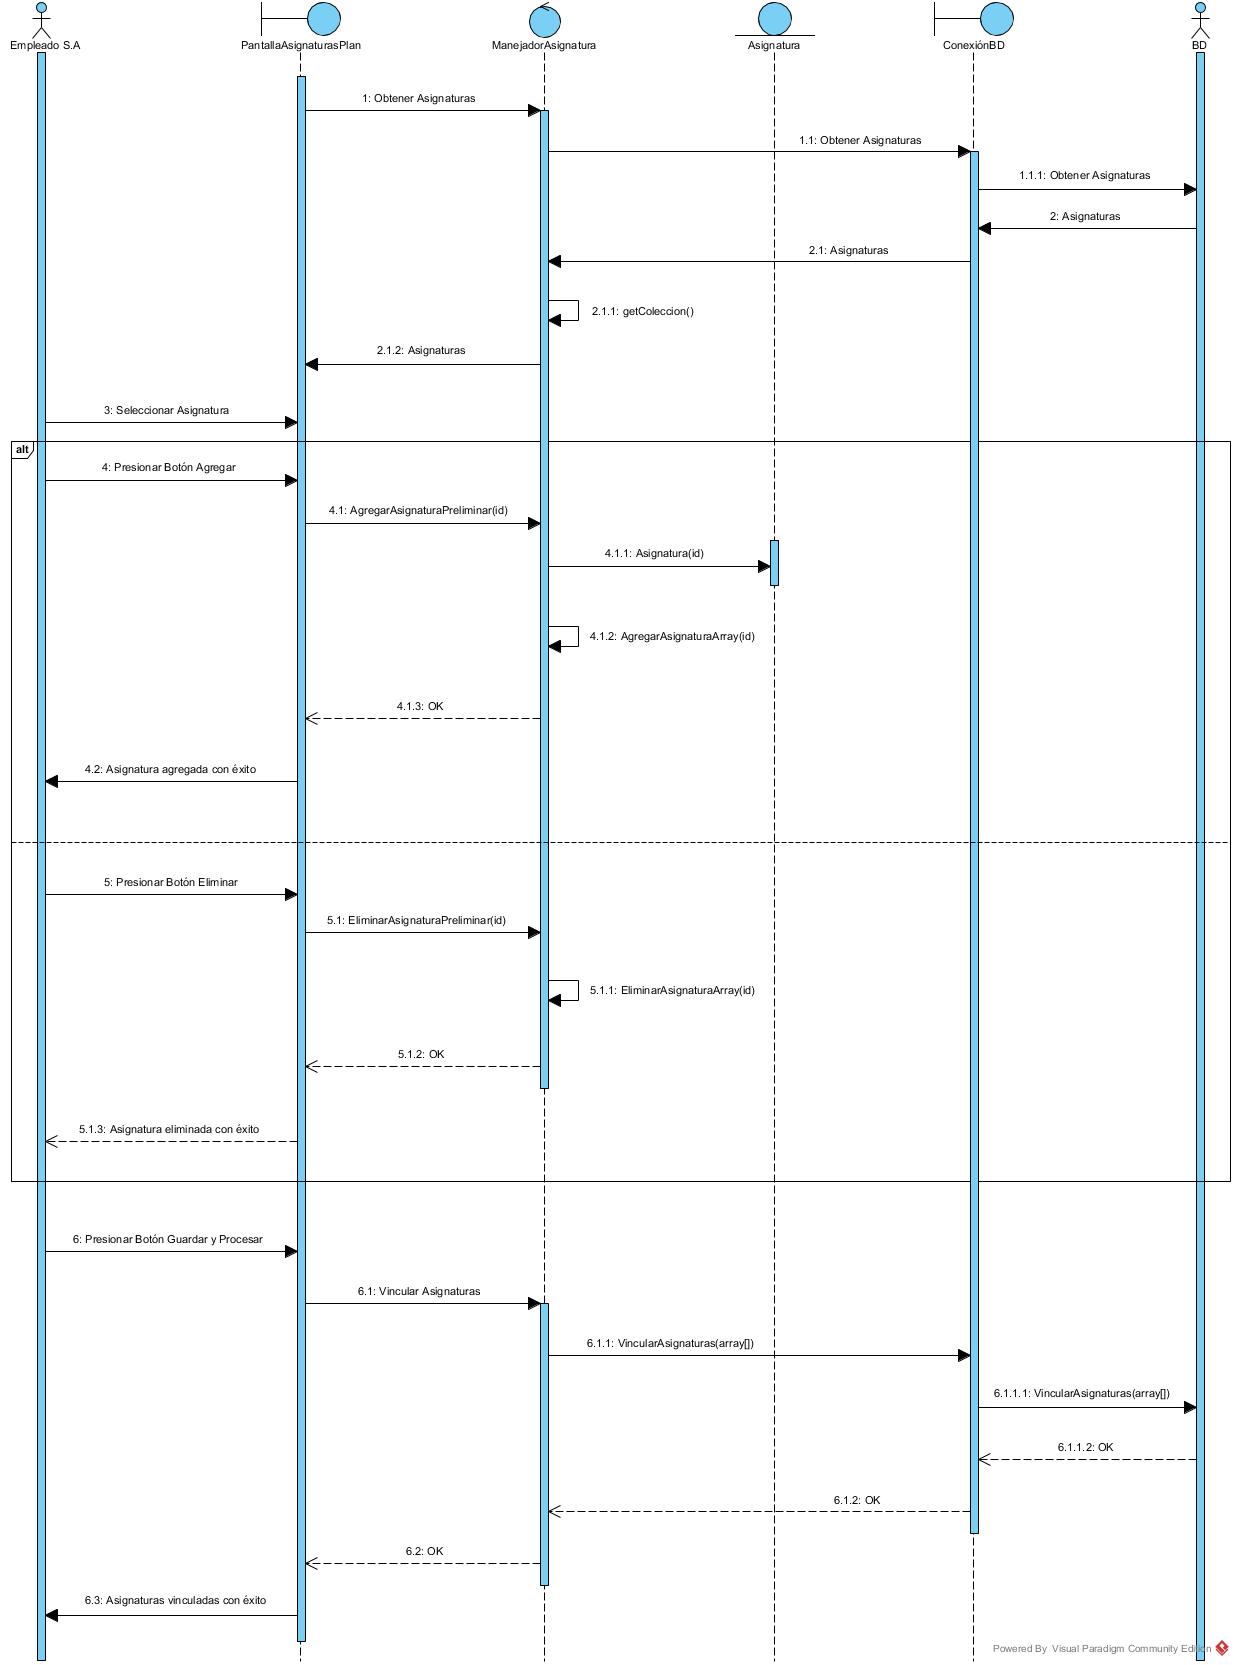 Empleado S.A
PantallaAsignaturasPlan
ManejadorAsignatura
Asignatura
ConexiónBD
BD
1: Obtener Asignaturas
1.1: Obtener Asignaturas
1.1.1: Obtener Asignaturas
2: Asignaturas
2.1: Asignaturas
2.1.1: getColeccion()
2.1.2: Asignaturas
3: Seleccionar Asignatura
alt
4: Presionar Botón Agregar
4.1: AgregarAsignaturaPreliminar(id)
4.1.1: Asignatura(id)
4.1.2: AgregarAsignaturaArray(id)
4.1.3: OK
4.2: Asignatura agregada con éxito
5: Presionar Botón Eliminar
5.1: EliminarAsignaturaPreliminar(id)
5.1.1: EliminarAsignaturaArray(id)
5.1.2: OK
5.1.3: Asignatura eliminada con éxito
6: Presionar Botón Guardar y Procesar
6.1: Vincular Asignaturas
6.1.1: VincularAsignaturas(array[])
6.1.1.1: VincularAsignaturas(array[])
6.1.1.2: OK
6.1.2: OK
6.2: OK
6.3: Asignaturas vinculadas con éxito
Powered By Visual Paradigm Community Edition